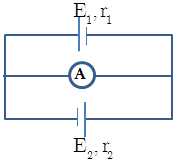 E₁, r₁
A
E₂, r₂